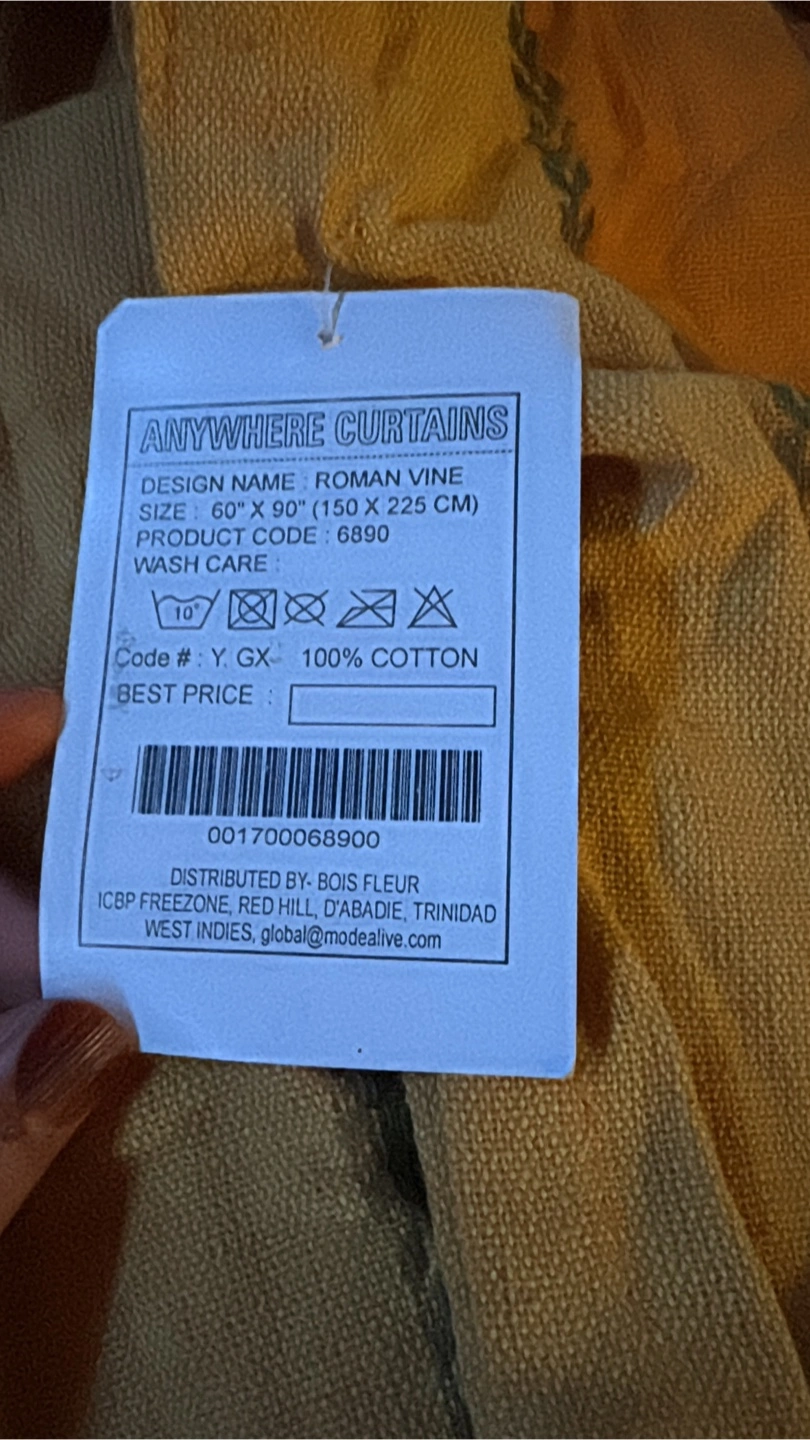 ANYWHERE CURTAINS
DESIGN NAME : ROMAN VINE
SIZE : 60" X 90" (150 X 225 CM)
PRODUCT CODE : 6890
WASH CARE :
10°
Code # : Y. GX- 100% COTTON
BEST PRICE :
001700068900
DISTRIBUTED BY- BOIS FLEUR
ICBP FREEZONE, RED HILL, D'ABADIE, TRINIDAD
WEST INDIES, global@modealive.com